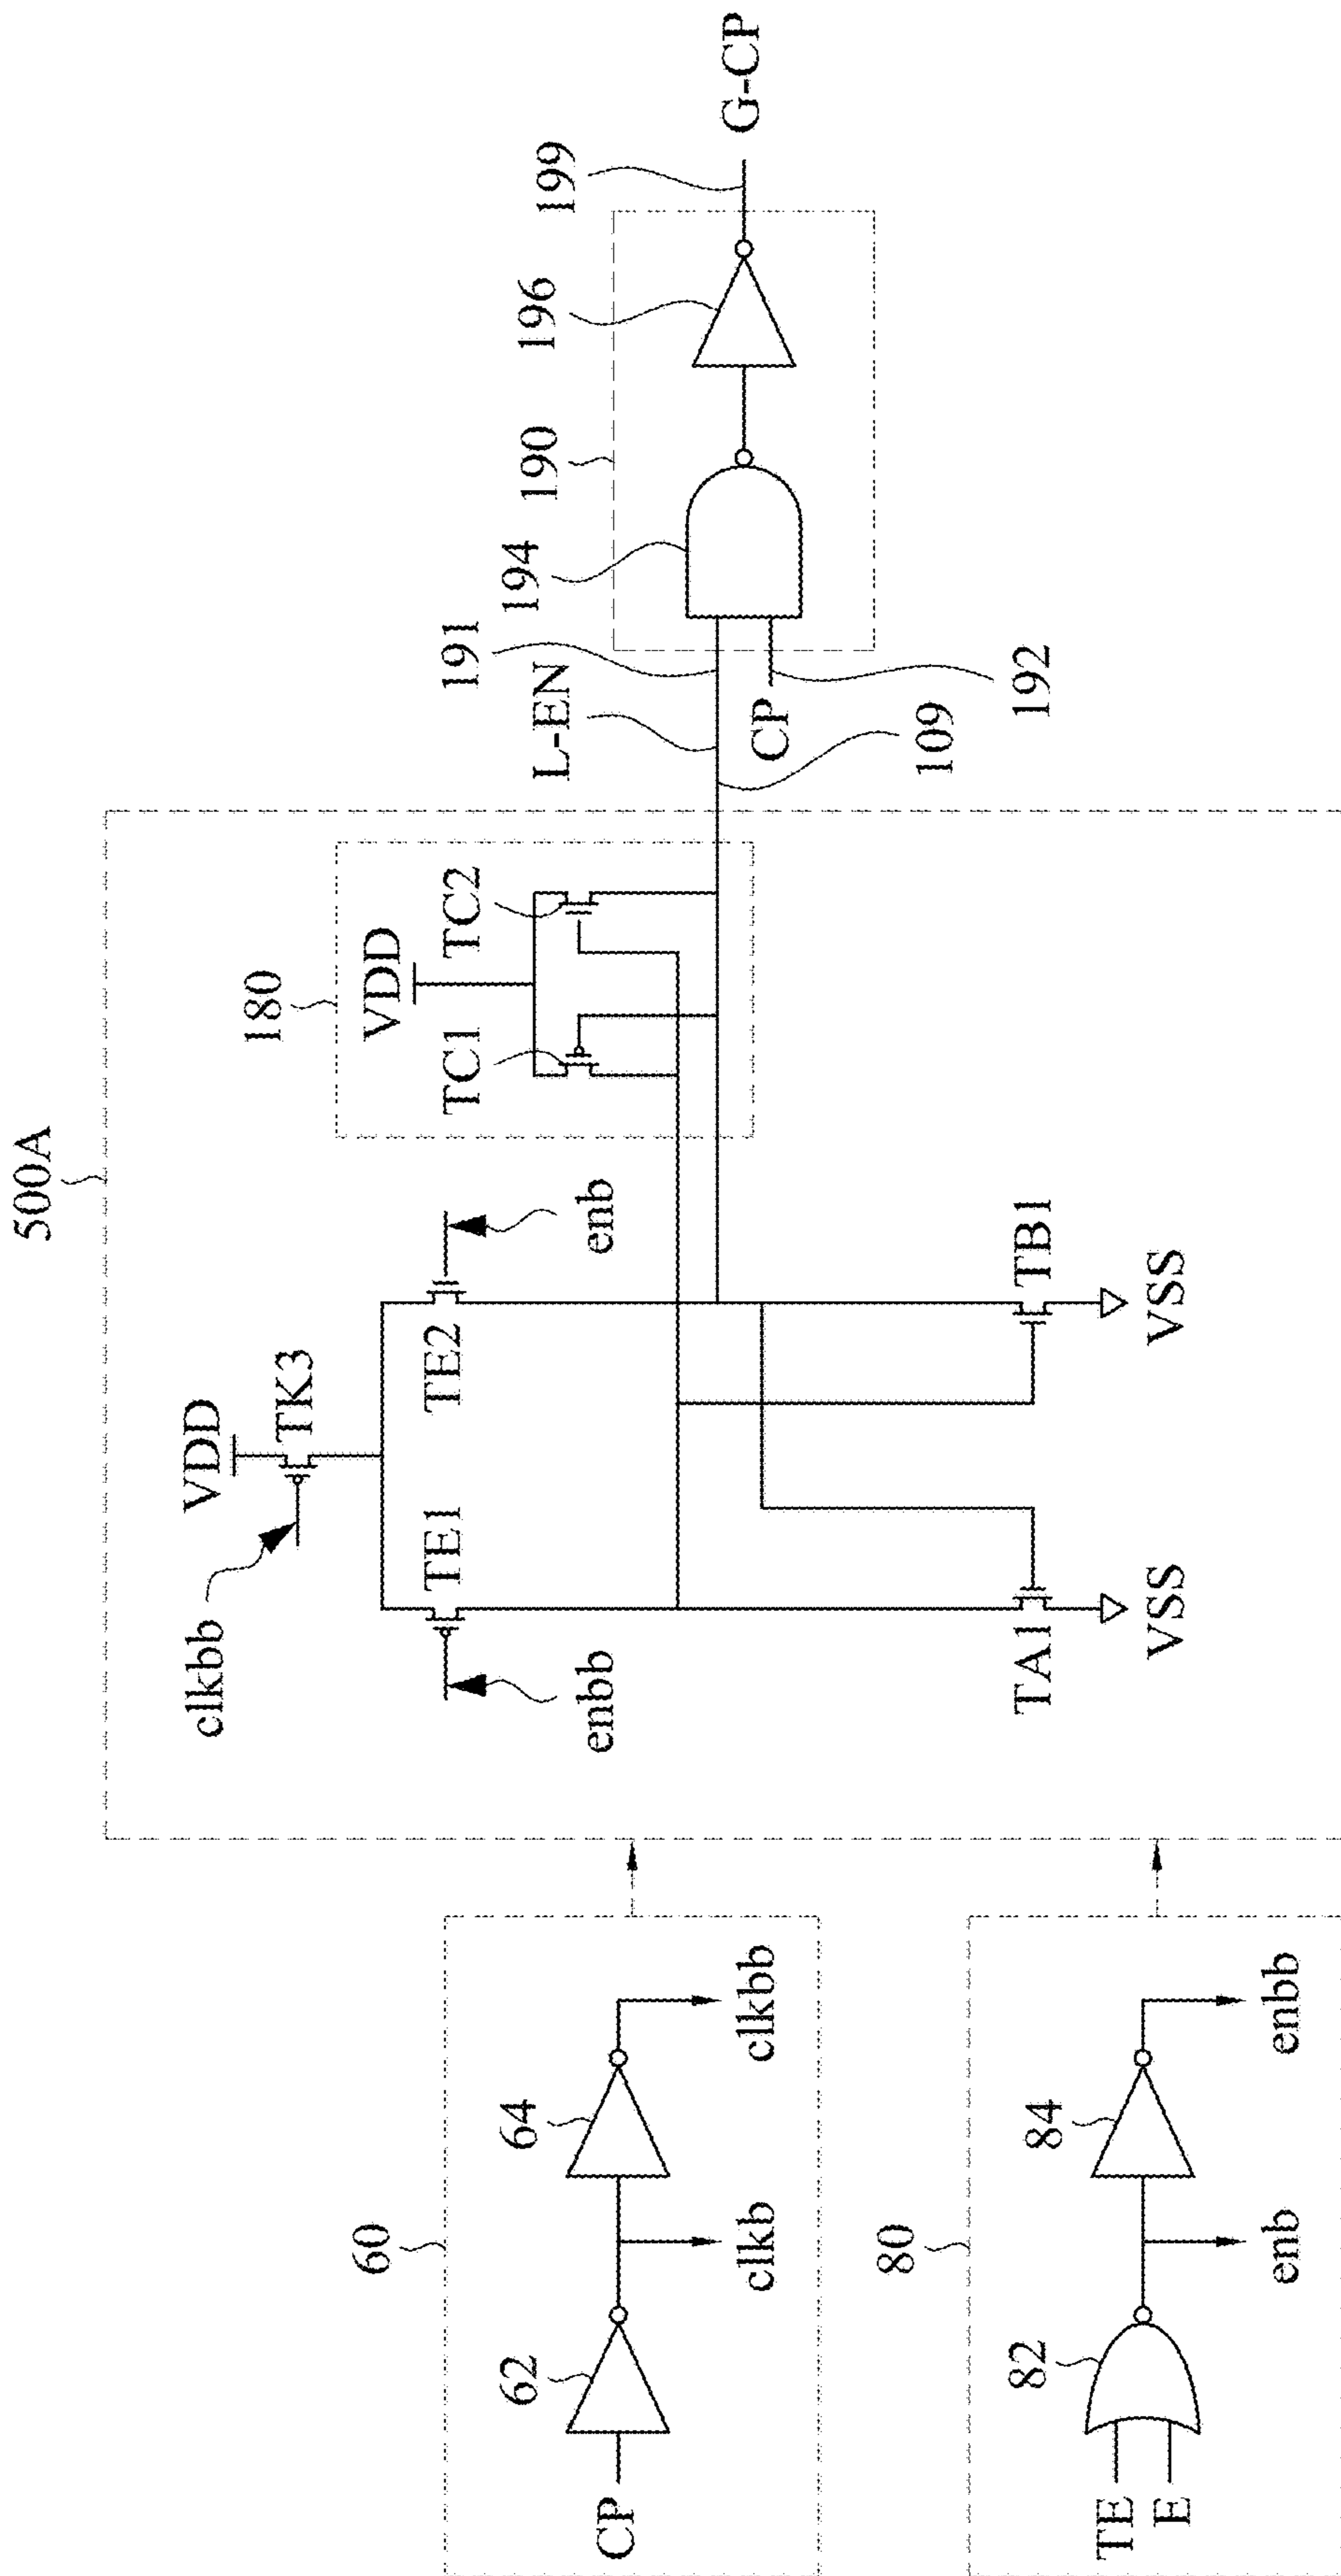 500A
180
VDD
TC1
TC2
VDD
TK3
clkbb
TE1
enbb
TE2
enb
TA1
VSS
TB1
VSS
L-EN
191
194
190
196
199
G-CP
CP
109
192
60
62
64
CP
clkb
clkbb
80
82
84
TE
E
enb
enbb